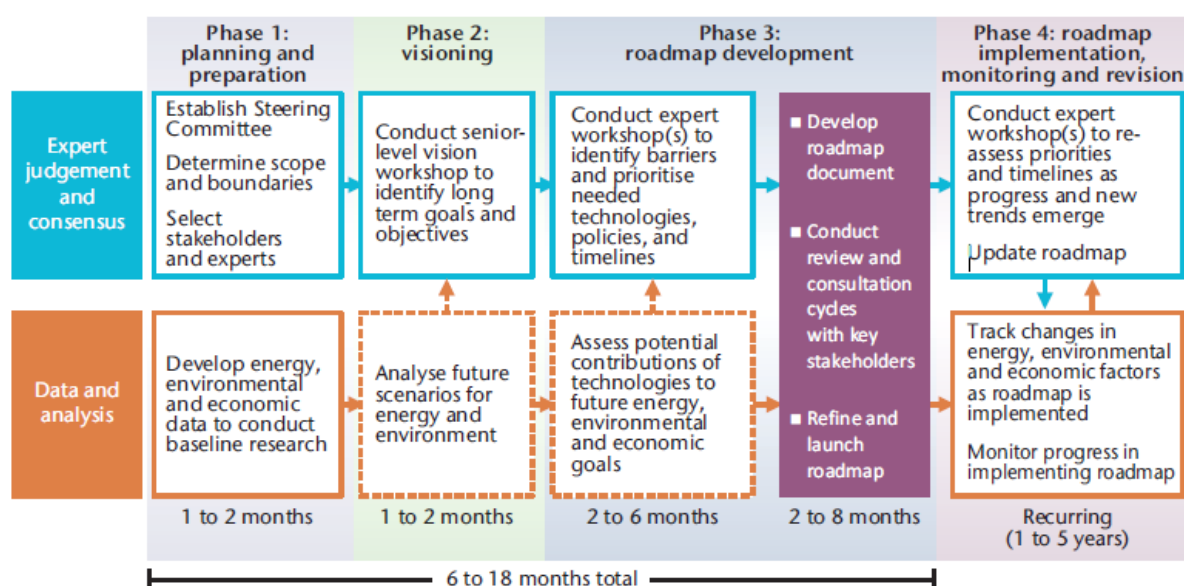 Phase 1:
planning and
preparation
Phase 2:
visioning
Phase 3:
roadmap development
Phase 4: roadmap
implementation,
monitoring and revision
Expert
judgement
and
consensus
Establish Steering
Committee
Determine scope
and boundaries
Select
stakeholders
and experts
Conduct senior-
level vision
workshop to
identify long
term goals and
objectives
Conduct expert
workshop(s) to
identify barriers
and prioritise
needed
technologies,
policies, and
timelines
■ Develop
roadmap
document
■ Conduct
review and
consultation
cycles
with key
stakeholders
■ Refine and
launch
roadmap
Conduct expert
workshop(s) to re-
assess priorities
and timelines as
progress and new
trends emerge
Update roadmap
Data and
analysis
Develop energy,
environmental
and economic
data to conduct
baseline research
Analyse future
scenarios for
energy and
environment
Assess potential
contributions of
technologies to
future energy,
environmental
and economic
goals
Track changes in
energy, environmental
and economic factors
as roadmap is
implemented
Monitor progress in
implementing roadmap
1 to 2 months
1 to 2 months
2 to 6 months
2 to 8 months
Recurring
(1 to 5 years)
6 to 18 months total